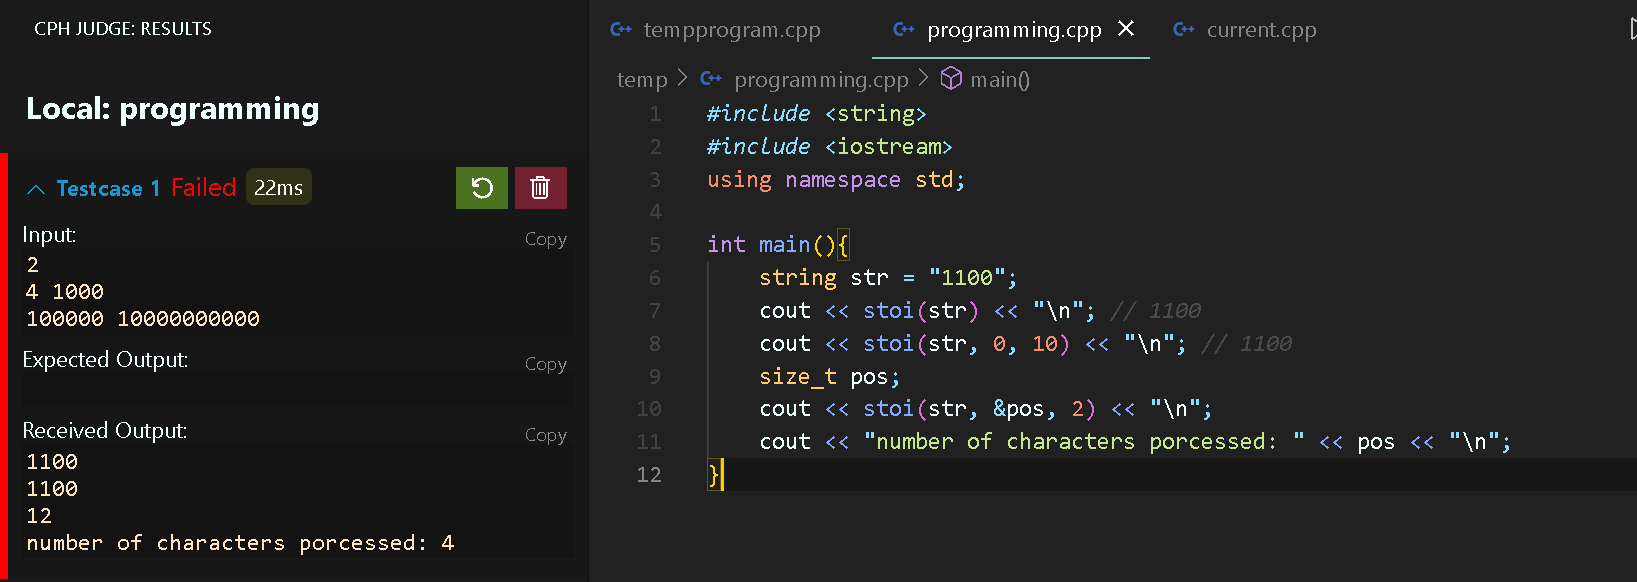 CPH JUDGE: RESULTS
Local: programming
Testcase 1 Failed 22ms
Input:
Copy
2
4 1000
100000 10000000000
Expected Output:
Copy
Received Output:
Copy
1100
1100
12
number of characters porcessed: 4
C++ tempprogram.cpp
C++ programming.cpp
C++ current.cpp
temp > C++ programming.cpp > main()
1 #include <string>
2 #include <iostream>
3 using namespace std;
4
5 int main(){
6 string str = "1100";
7 cout << stoi(str) << "\n"; // 1100
8 cout << stoi(str, 0, 10) << "\n"; // 1100
9 size_t pos;
10 cout << stoi(str, &pos, 2) << "\n";
11 cout << "number of characters porcessed: " << pos << "\n";
12 }